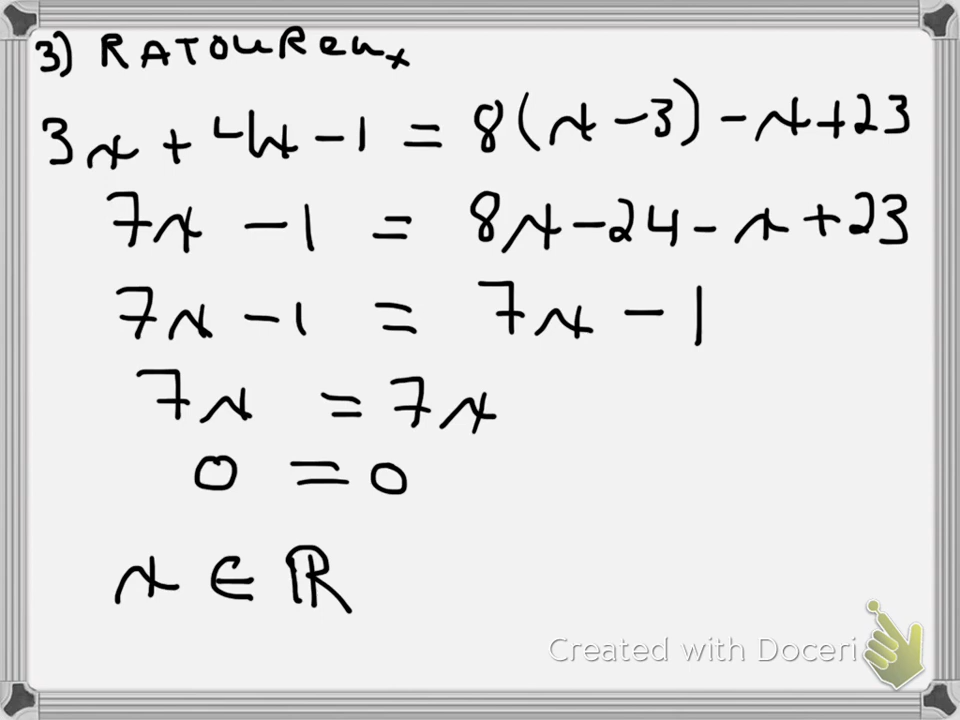 3) RATOUREUX
3x + 4x - 1 = 8(x - 3) - x + 23
7x - 1 = 8x - 24 - x + 23
7x - 1 = 7x - 1
7x = 7x
0 = 0
x ∈ ℝ
Created with Doceri